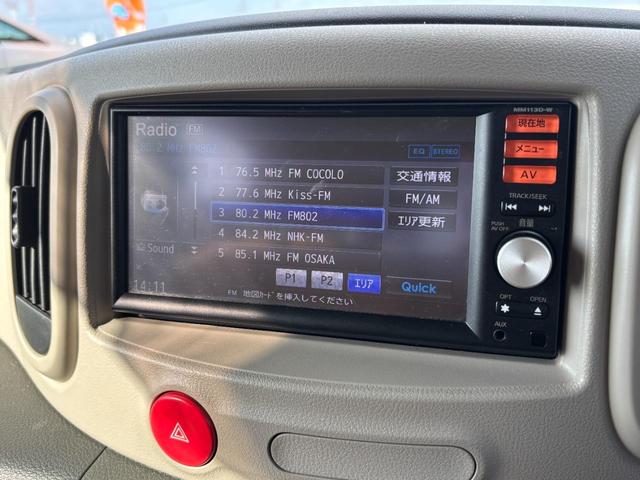 MM113D-W
Radio FM
80.2 MHz FM802
EQ STEREO
1 76.5 MHz FM COCOLO
2 77.6 MHz Kiss-FM
3 80.2 MHz FM802
4 84.2 MHz NHK-FM
5 85.1 MHz FM OSAKA
交通情報
FM/AM
エリア更新
Sound
P1 P2 エリア
Quick
14:11
FM 地図カードを挿入してください
現在地
メニュー
AV
TRACK/SEEK
音量
PUSH
AV OFF
OPT OPEN
AUX